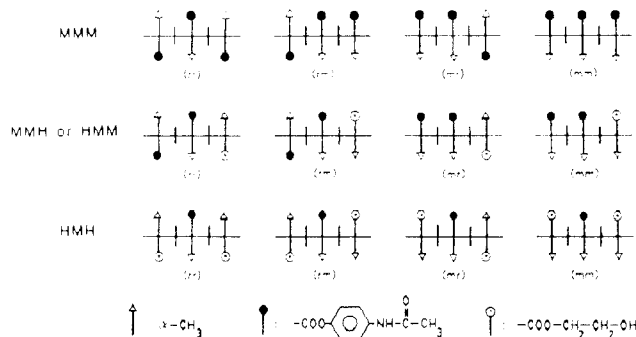 MMM
(rr) (rm) (mr) (mm)
MMH or HMM
(rr) (rm) (mr) (mm)
HMH
(rr) (rm) (mr) (mm)
O
: α-CH3 : -COO- -NH-C-CH3 : -COO-CH2-CH2-OH